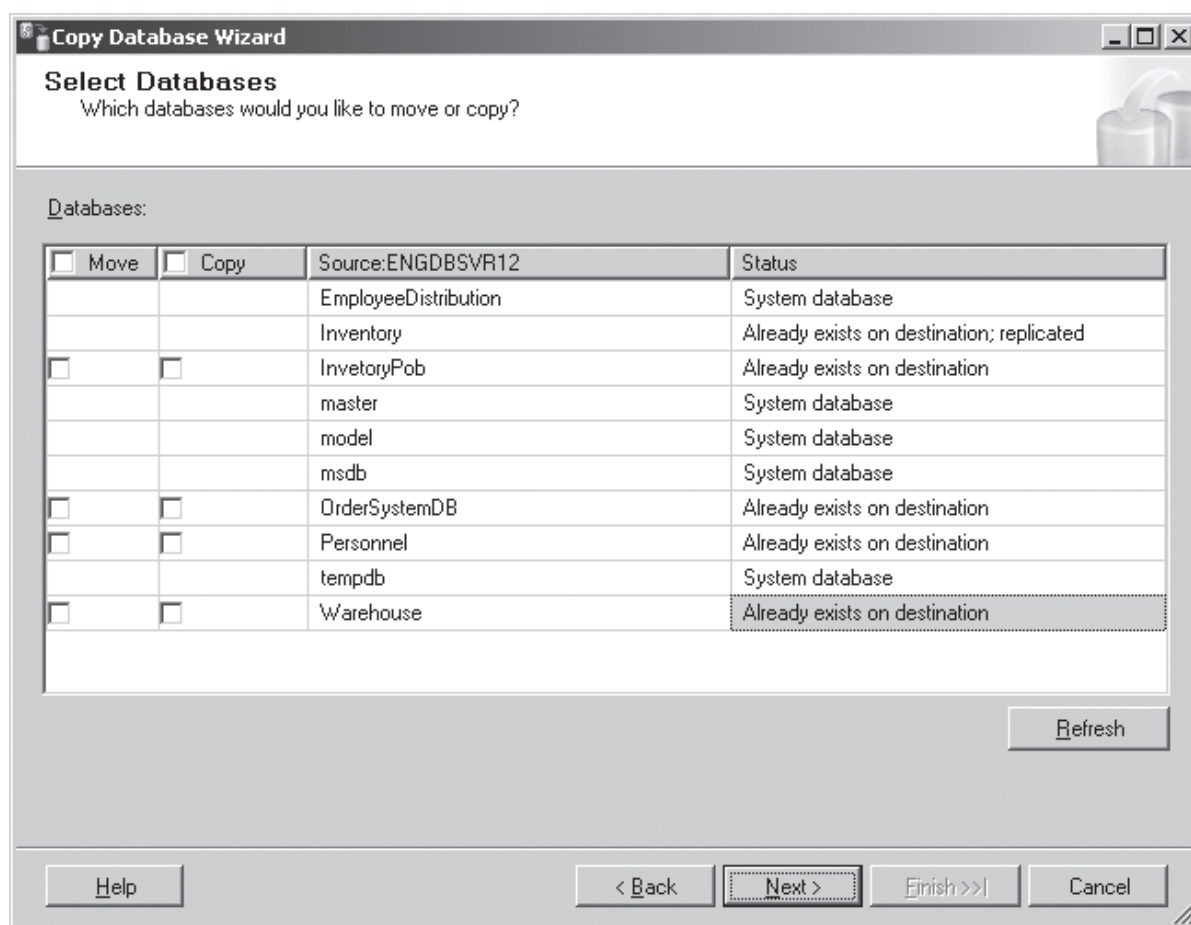 Copy Database Wizard
Select Databases
Which databases would you like to move or copy?
Databases:
Move Copy Source:ENGDBSVR12 Status
EmployeeDistribution System database
Inventory Already exists on destination; replicated
InvetoryPob Already exists on destination
master System database
model System database
msdb System database
OrderSystemDB Already exists on destination
Personnel Already exists on destination
tempdb System database
Warehouse Already exists on destination
Refresh
Help < Back Next > Finish >>| Cancel